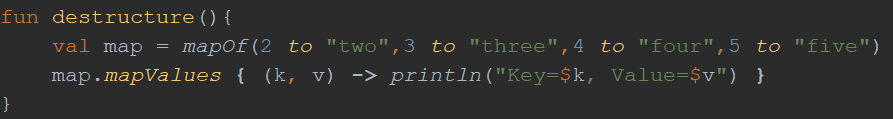 fun destructure(){
    val map = mapOf(2 to "two",3 to "three",4 to "four",5 to "five")
    map.mapValues { (k, v) -> println("Key=$k, Value=$v") }
}